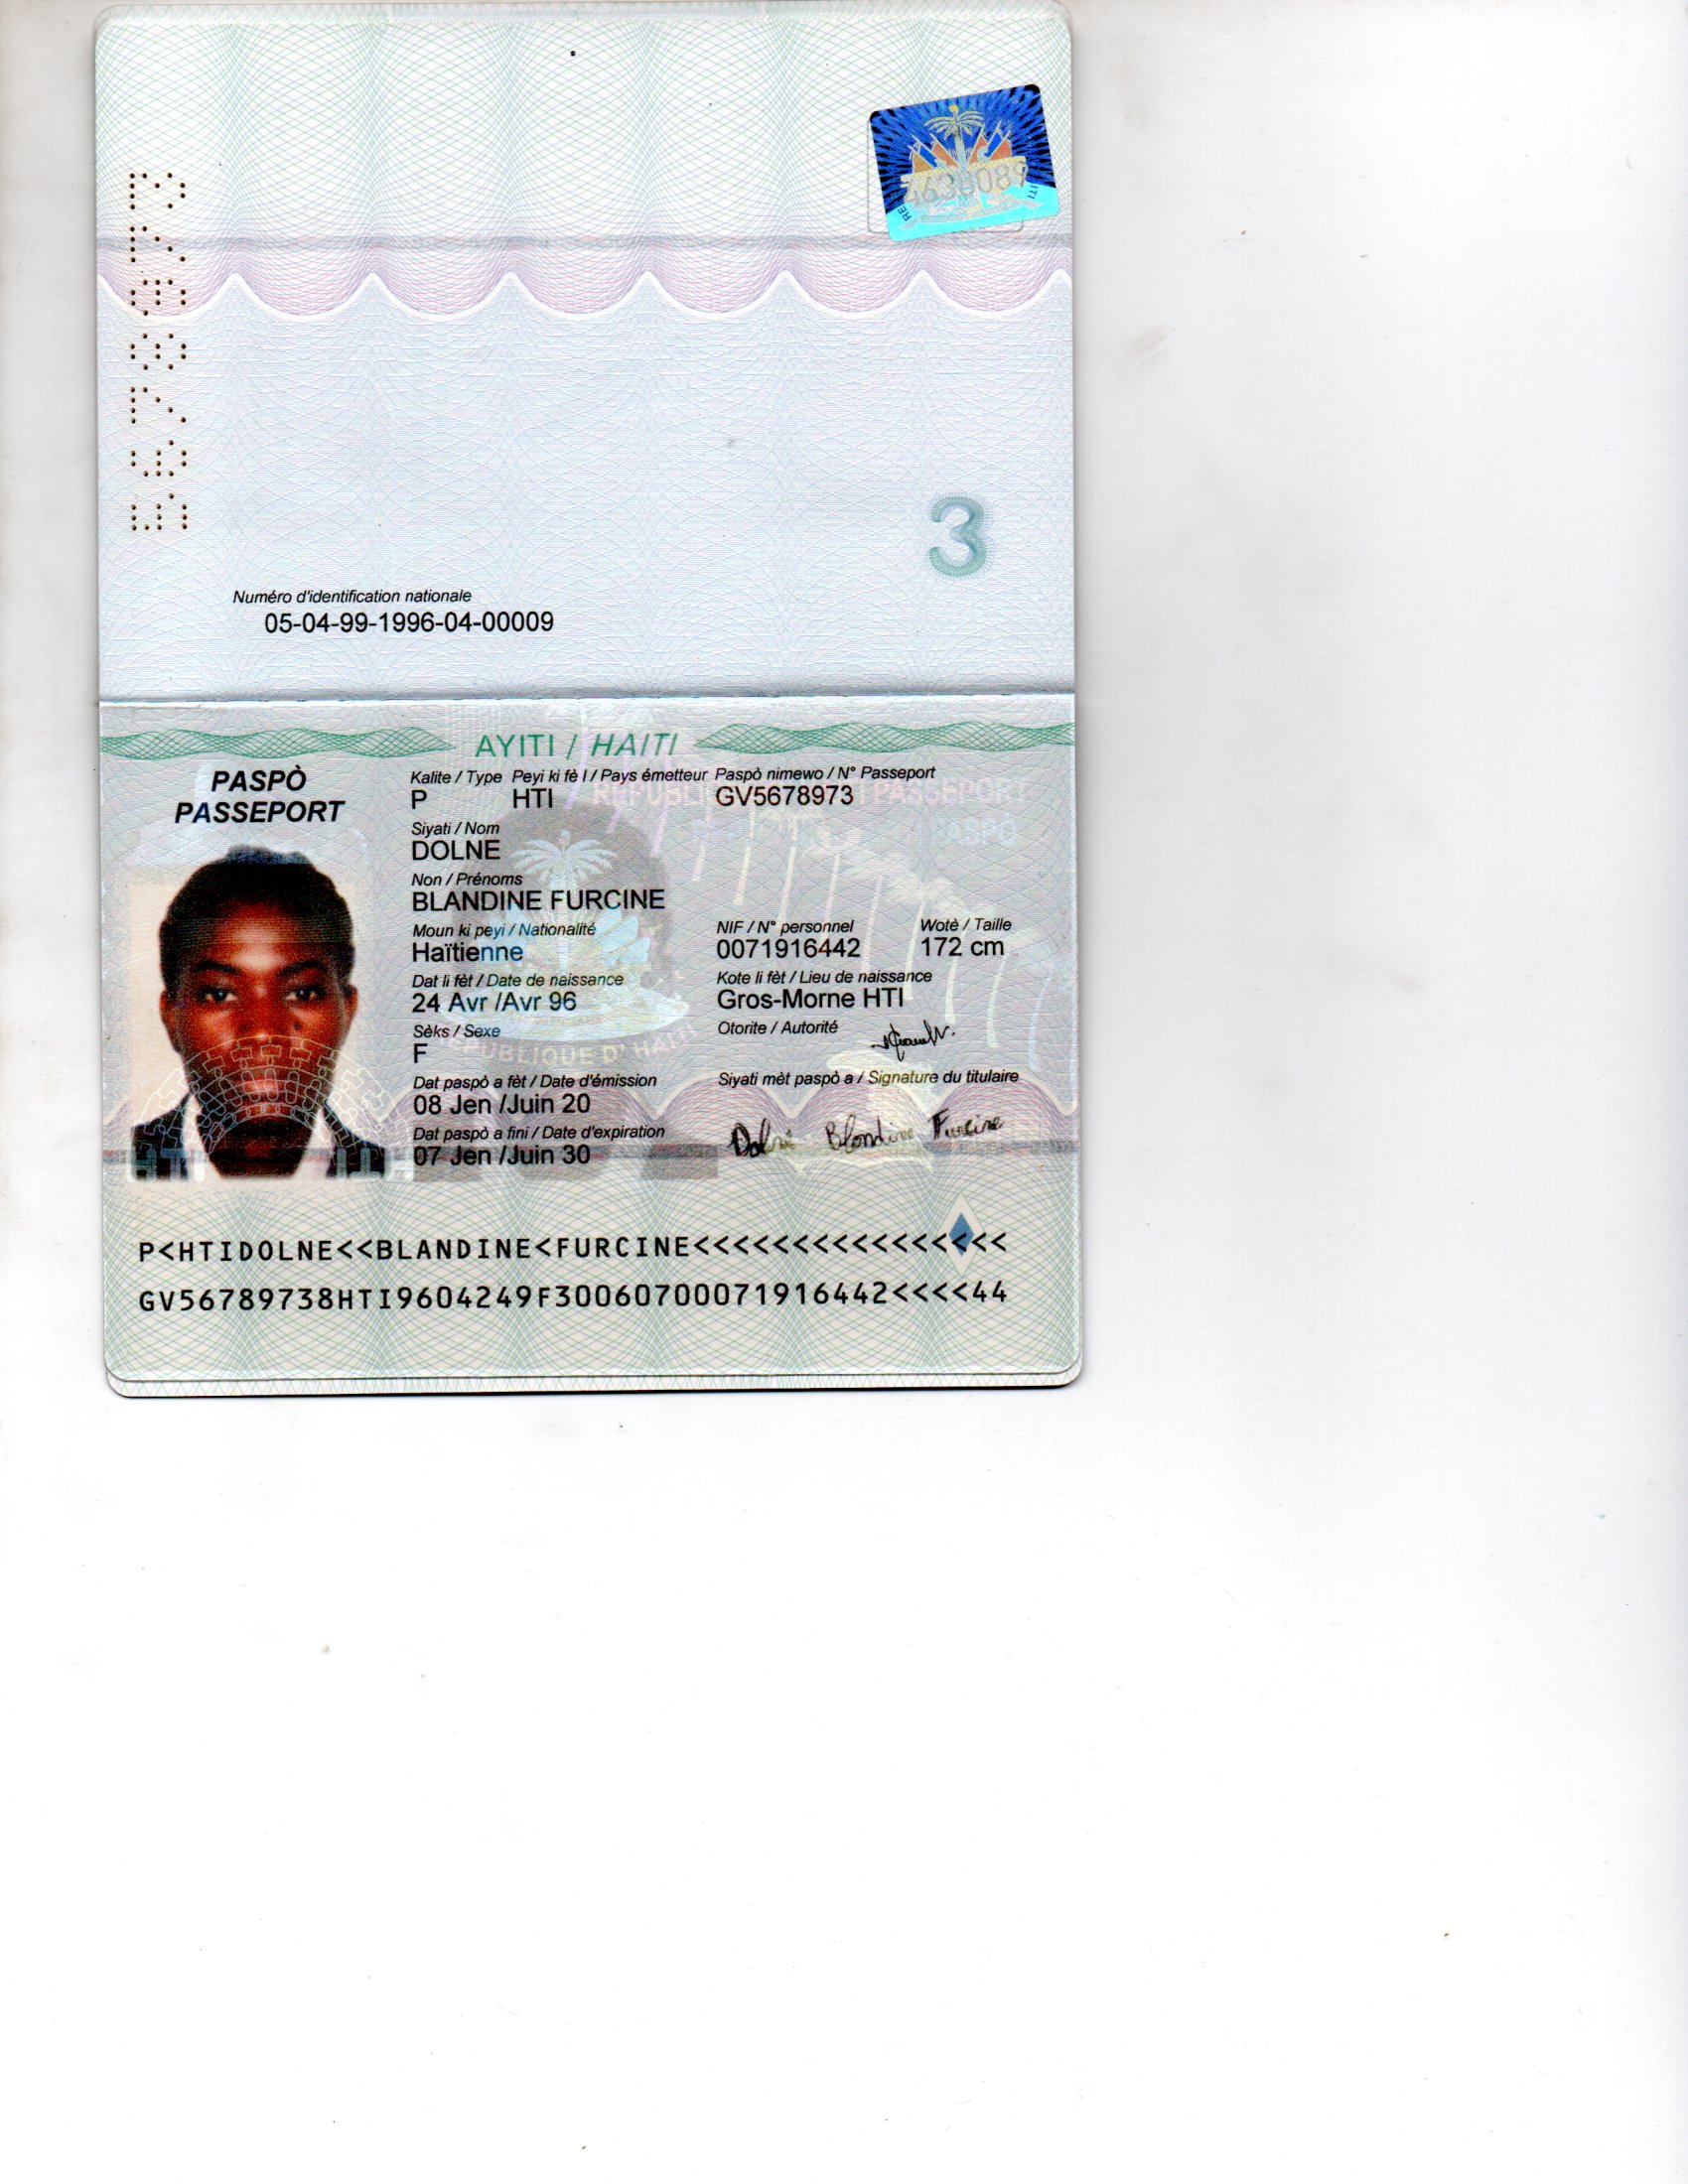 4638089
Numéro d'identification nationale
05-04-99-1996-04-00009
3
AYITI / HAITI
PASPÒ
PASSEPORT
Kalite / Type Peyi ki fè l / Pays émetteur Paspò nimewo / N° Passeport
P HTI GV5678973
Siyati / Nom
DOLNE
Non / Prénoms
BLANDINE FURCINE
Moun ki peyi / Nationalité NIF / N° personnel Wotè / Taille
Haïtienne 0071916442 172 cm
Dat li fèt / Date de naissance Kote li fèt / Lieu de naissance
24 Avr /Avr 96 Gros-Morne HTI
Sèks / Sexe Otorite / Autorité
F
REPUBLIQUE D' HAITI
Dat paspò a fèt / Date d'émission Siyati mèt paspò a / Signature du titulaire
08 Jen /Juin 20
Dat paspò a fini / Date d'expiration Dolne Blandine Furcine
07 Jen /Juin 30
P<HTIDOLNE<<BLANDINE<FURCINE<<<<<<<<<<<<<<<<
GV56789738HTI9604249F30060700071916442<<<<44